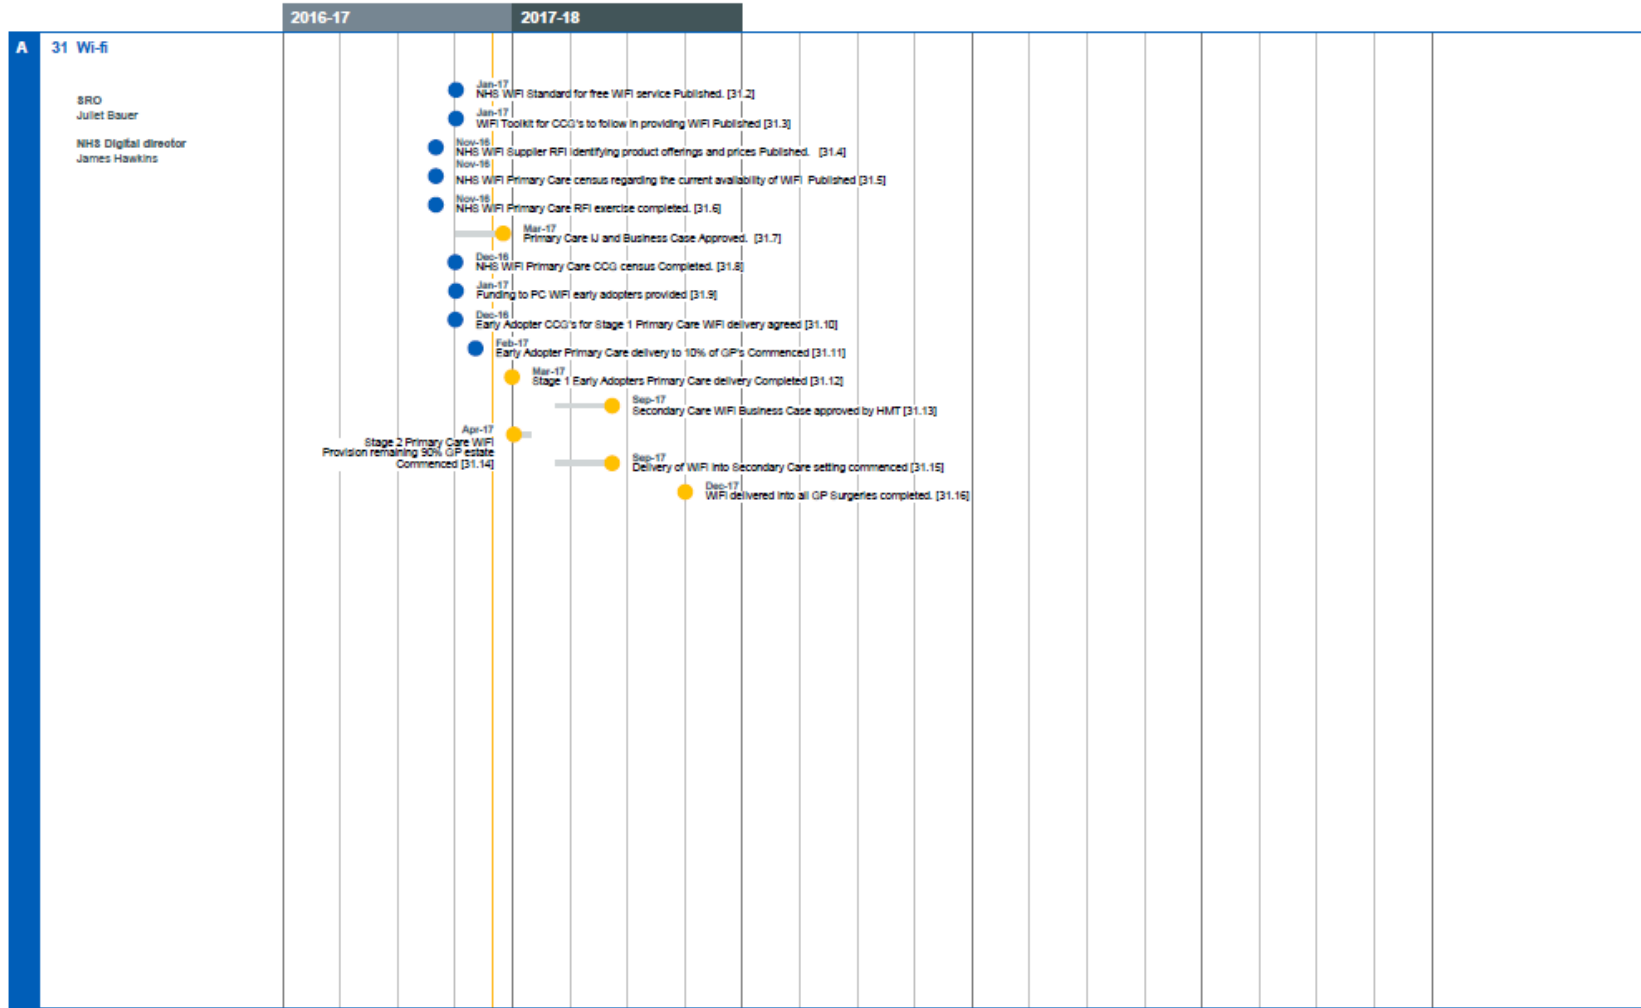 2016-17
2017-18
A
31 Wi-fi
SRO
Juliet Bauer
NHS Digital director
James Hawkins
Jan-17
NHS WiFi Standard for free WiFi service Published. [31.2]
Jan-17
WiFi Toolkit for CCG's to follow in providing WiFi Published [31.3]
Nov-16
NHS WiFi Supplier RFI identifying product offerings and prices Published. [31.4]
Nov-16
NHS WiFi Primary Care census regarding the current availability of WiFi Published [31.5]
Nov-16
NHS WiFi Primary Care RFI exercise completed. [31.6]
Mar-17
Primary Care IJ and Business Case Approved. [31.7]
Dec-16
NHS WiFi Primary Care CCG census Completed. [31.8]
Jan-17
Funding to PC WiFi early adopters provided [31.9]
Dec-16
Early Adopter CCG's for Stage 1 Primary Care WiFi delivery agreed [31.10]
Feb-17
Early Adopter Primary Care delivery to 10% of GP's Commenced [31.11]
Mar-17
Stage 1 Early Adopters Primary Care delivery Completed [31.12]
Sep-17
Secondary Care WiFi Business Case approved by HMT [31.13]
Apr-17
Stage 2 Primary Care WiFi
Provision remaining 90% GP estate
Commenced [31.14]
Sep-17
Delivery of WiFi into Secondary Care setting commenced [31.15]
Dec-17
WiFi delivered into all GP Surgeries completed. [31.16]